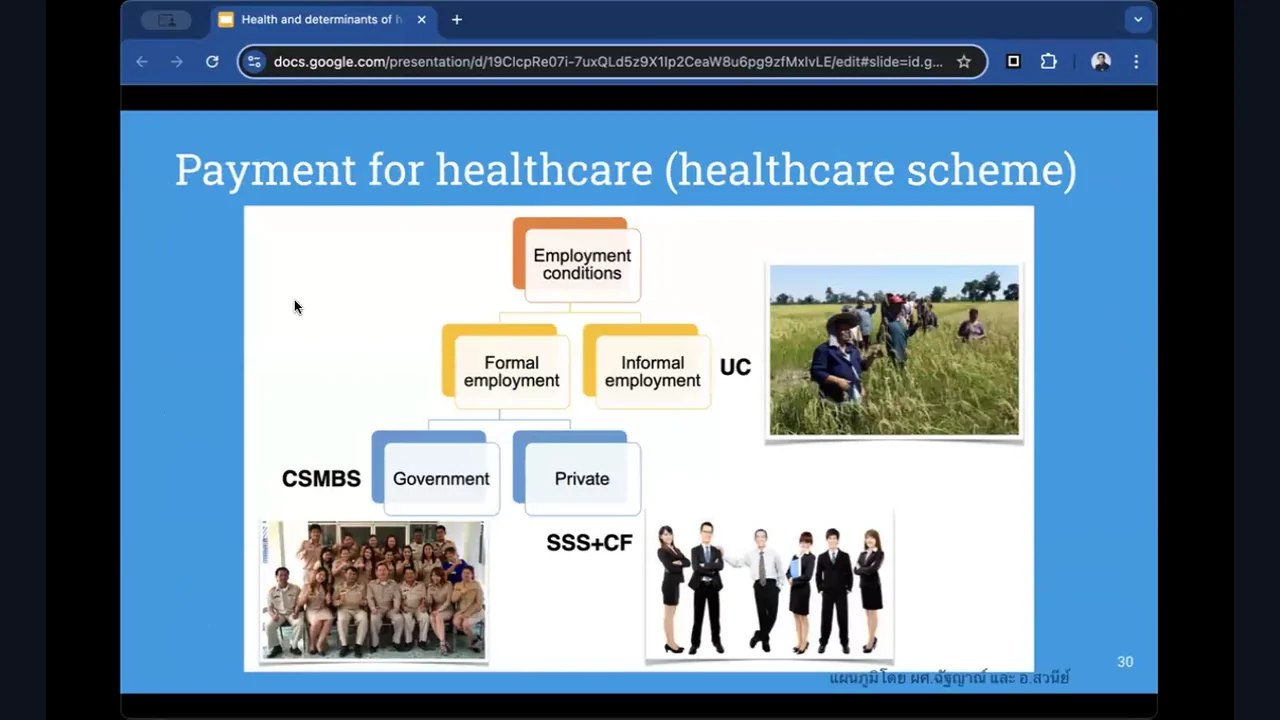 Health and determinants of h
docs.google.com/presentation/d/19ClcpRe07i-7uxQLd5z9X1Ip2CeaW8u6pg9zfMxIvLE/edit#slide=id.g...
Payment for healthcare (healthcare scheme)
Employment
conditions
Formal
employment
Informal
employment
UC
CSMBS
Government
Private
SSS+CF
30
แผนภูมิโดย ผศ.ฉัฐญาณ์ และ อ.สวนีย์